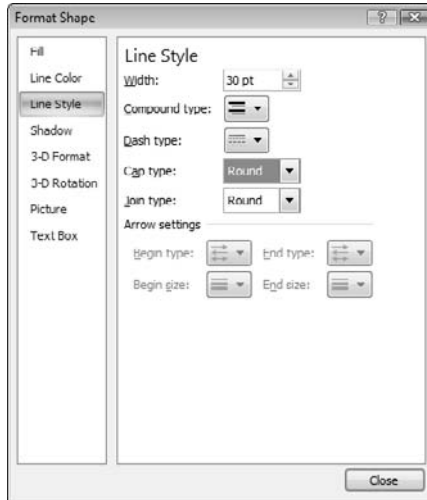 Format Shape
Fill
Line Color
Line Style
Shadow
3-D Format
3-D Rotation
Picture
Text Box
Line Style
Width: 30 pt
Compound type:
Dash type:
Cap type: Round
Join type: Round
Arrow settings
Begin type: End type:
Begin size: End size:
Close